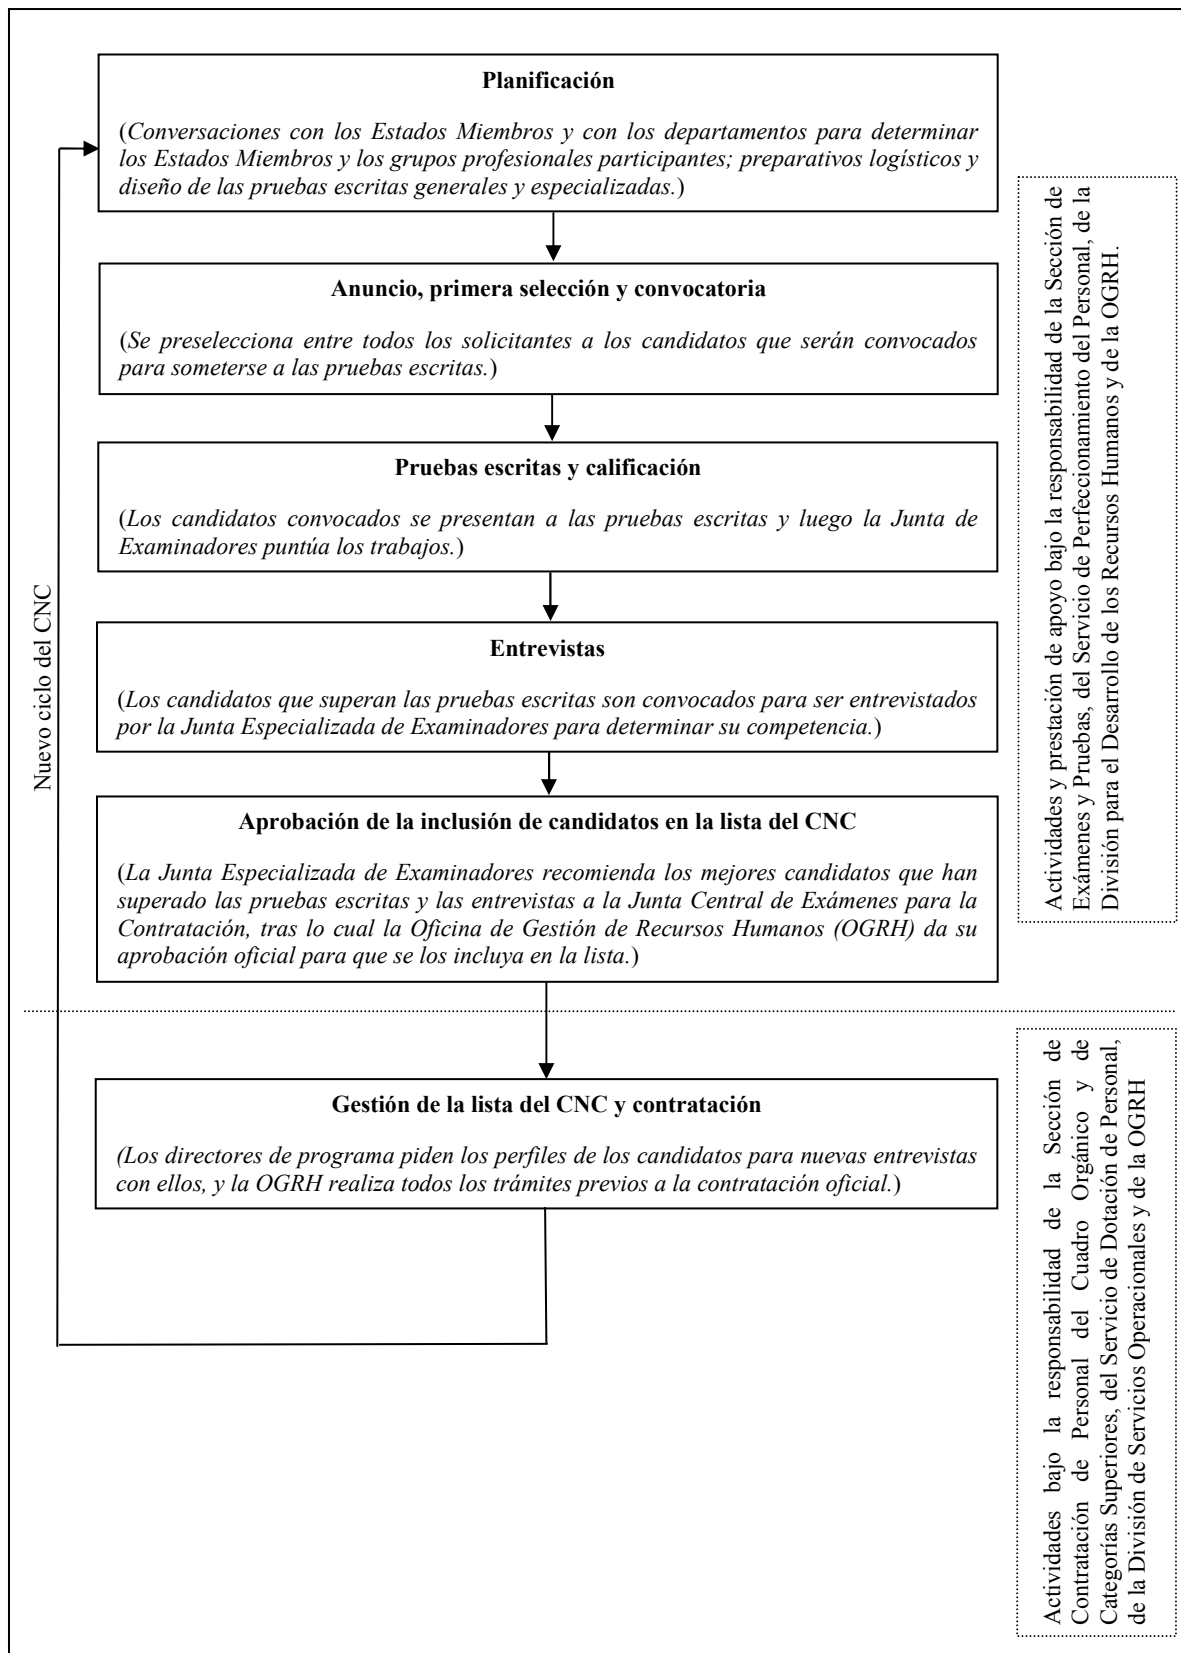 Planificación
(Conversaciones con los Estados Miembros y con los departamentos para determinar
los Estados Miembros y los grupos profesionales participantes; preparativos logísticos y
diseño de las pruebas escritas generales y especializadas.)
Anuncio, primera selección y convocatoria
(Se preselecciona entre todos los solicitantes a los candidatos que serán convocados
para someterse a las pruebas escritas.)
Pruebas escritas y calificación
(Los candidatos convocados se presentan a las pruebas escritas y luego la Junta de
Examinadores puntúa los trabajos.)
Entrevistas
(Los candidatos que superan las pruebas escritas son convocados para ser entrevistados
por la Junta Especializada de Examinadores para determinar su competencia.)
Aprobación de la inclusión de candidatos en la lista del CNC
(La Junta Especializada de Examinadores recomienda los mejores candidatos que han
superado las pruebas escritas y las entrevistas a la Junta Central de Exámenes para la
Contratación, tras lo cual la Oficina de Gestión de Recursos Humanos (OGRH) da su
aprobación oficial para que se los incluya en la lista.)
Gestión de la lista del CNC y contratación
(Los directores de programa piden los perfiles de los candidatos para nuevas entrevistas
con ellos, y la OGRH realiza todos los trámites previos a la contratación oficial.)
Nuevo ciclo del CNC
Actividades y prestación de apoyo bajo la responsabilidad de la Sección de
Exámenes y Pruebas, del Servicio de Perfeccionamiento del Personal, de la
División para el Desarrollo de los Recursos Humanos y de la OGRH.
Actividades bajo la responsabilidad de la Sección de
Contratación de Personal del Cuadro Orgánico y de
Categorías Superiores, del Servicio de Dotación de Personal,
de la División de Servicios Operacionales y de la OGRH